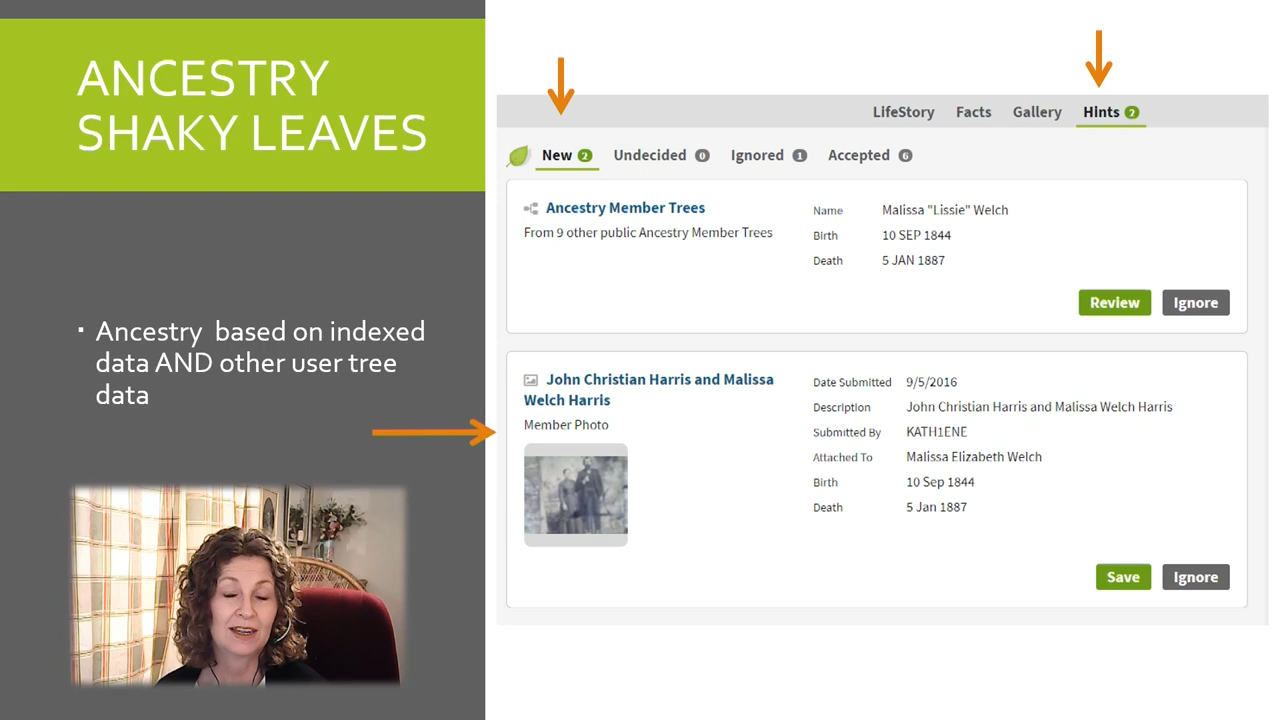 ANCESTRY
SHAKY LEAVES
Ancestry based on indexed
data AND other user tree
data
LifeStory Facts Gallery Hints 2
New 2 Undecided 0 Ignored 1 Accepted 6
Ancestry Member Trees
From 9 other public Ancestry Member Trees
Name Malissa "Lissie" Welch
Birth 10 SEP 1844
Death 5 JAN 1887
Review Ignore
John Christian Harris and Malissa
Welch Harris
Member Photo
Date Submitted 9/5/2016
Description John Christian Harris and Malissa Welch Harris
Submitted By KATH1ENE
Attached To Malissa Elizabeth Welch
Birth 10 Sep 1844
Death 5 Jan 1887
Save Ignore